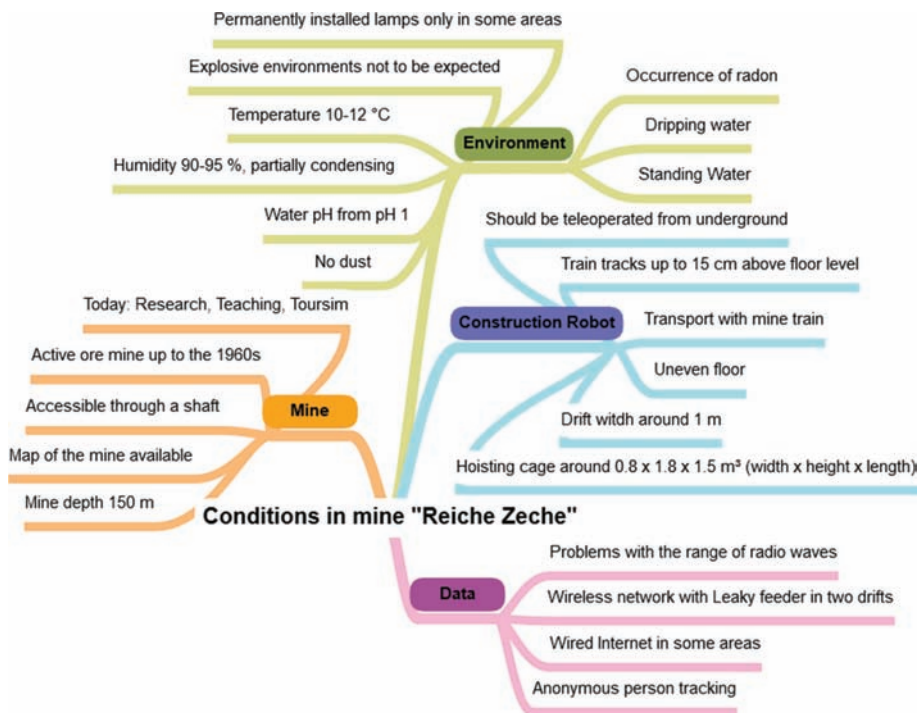 Permanently installed lamps only in some areas
Explosive environments not to be expected
Temperature 10-12 °C
Humidity 90-95 %, partially condensing
Water pH from pH 1
No dust
Environment
Occurrence of radon
Dripping water
Standing Water
Should be teleoperated from underground
Train tracks up to 15 cm above floor level
Construction Robot
Transport with mine train
Uneven floor
Drift witdh around 1 m
Hoisting cage around 0.8 x 1.8 x 1.5 m³ (width x height x length)
Today: Research, Teaching, Toursim
Active ore mine up to the 1960s
Mine
Accessible through a shaft
Map of the mine available
Mine depth 150 m
Conditions in mine "Reiche Zeche"
Data
Problems with the range of radio waves
Wireless network with Leaky feeder in two drifts
Wired Internet in some areas
Anonymous person tracking